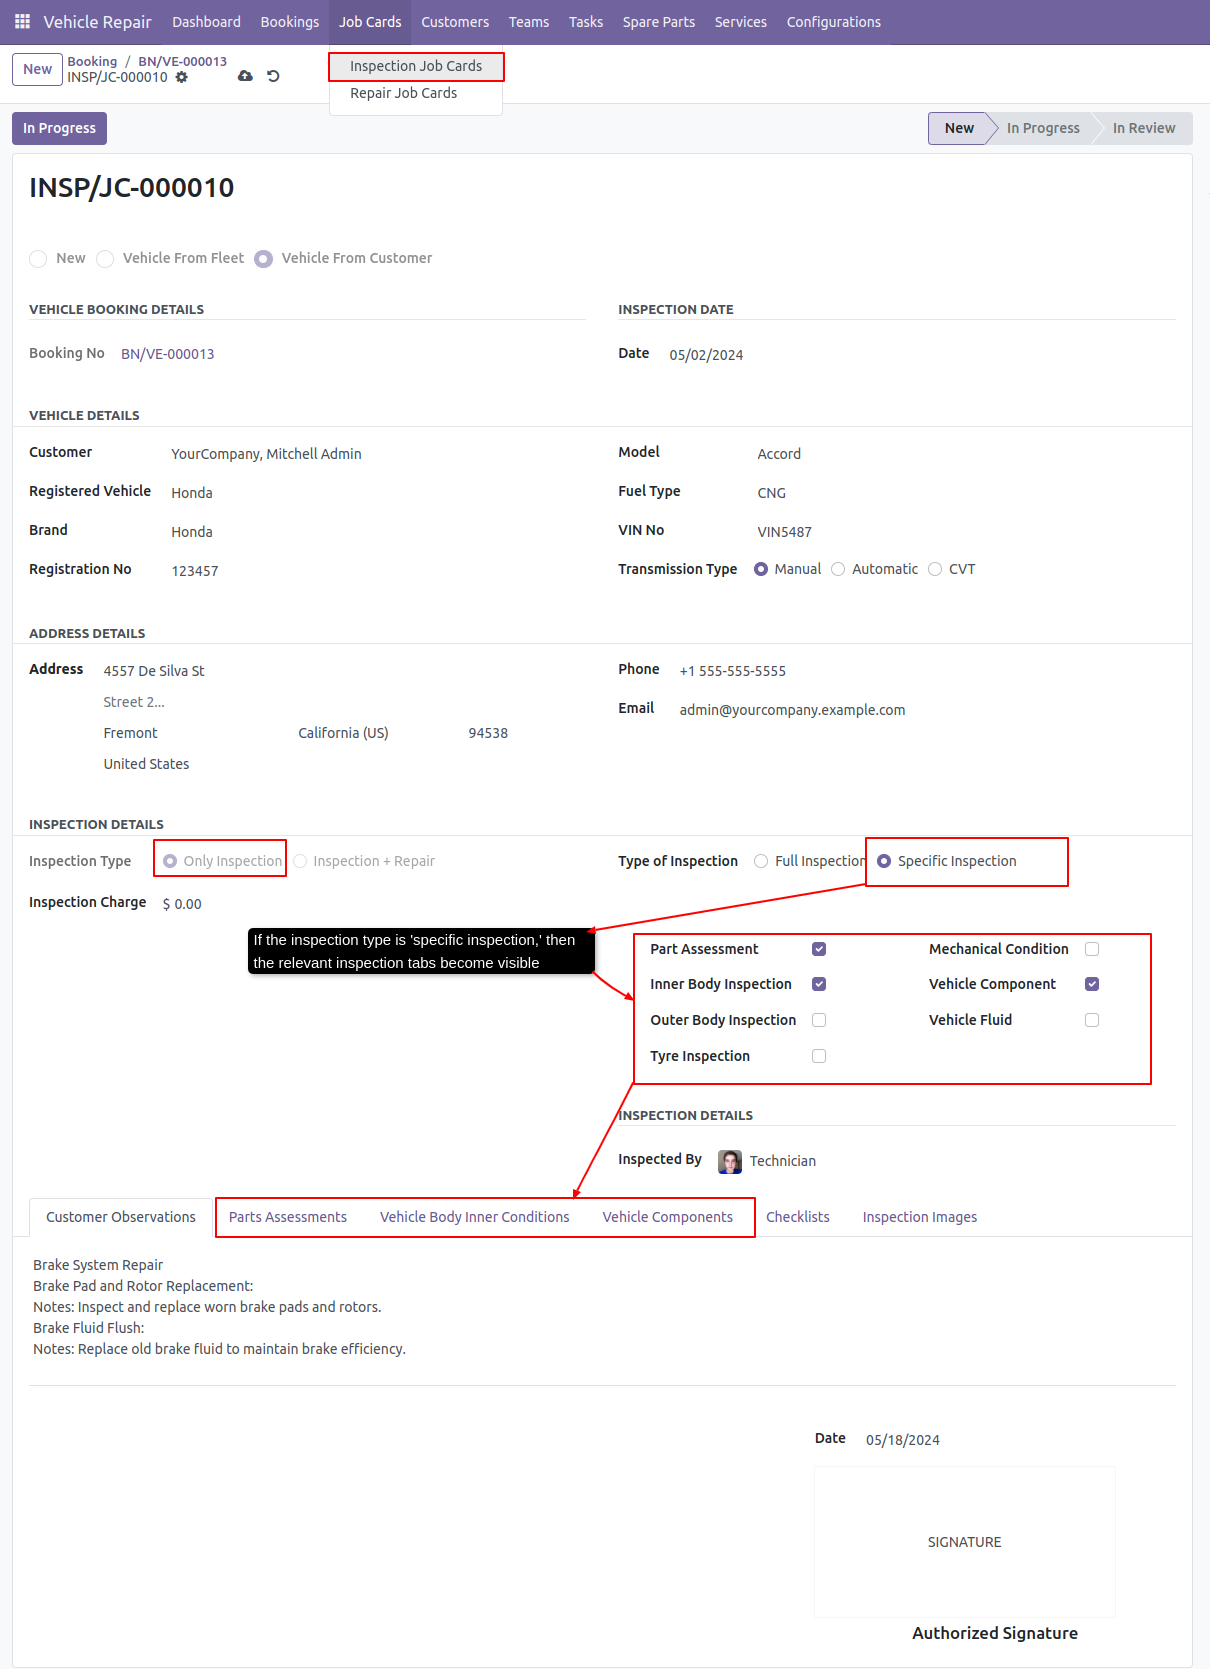 Vehicle Repair Dashboard Bookings Job Cards Customers Teams Tasks Spare Parts Services Configurations
New Booking / BN/VE-000013
INSP/JC-000010
Inspection Job Cards
Repair Job Cards
In Progress New In Progress In Review
INSP/JC-000010
New Vehicle From Fleet Vehicle From Customer
VEHICLE BOOKING DETAILS INSPECTION DATE
Booking No BN/VE-000013 Date 05/02/2024
VEHICLE DETAILS
Customer YourCompany, Mitchell Admin Model Accord
Registered Vehicle Honda Fuel Type CNG
Brand Honda VIN No VIN5487
Registration No 123457 Transmission Type Manual Automatic CVT
ADDRESS DETAILS
Address 4557 De Silva St Phone +1 555-555-5555
Street 2...
Email admin@yourcompany.example.com
Fremont California (US) 94538
United States
INSPECTION DETAILS
Inspection Type Only Inspection Inspection + Repair Type of Inspection Full Inspection Specific Inspection
Inspection Charge $ 0.00
If the inspection type is 'specific inspection,' then
the relevant inspection tabs become visible
Part Assessment Mechanical Condition
Inner Body Inspection Vehicle Component
Outer Body Inspection Vehicle Fluid
Tyre Inspection
INSPECTION DETAILS
Inspected By Technician
Customer Observations Parts Assessments Vehicle Body Inner Conditions Vehicle Components Checklists Inspection Images
Brake System Repair
Brake Pad and Rotor Replacement:
Notes: Inspect and replace worn brake pads and rotors.
Brake Fluid Flush:
Notes: Replace old brake fluid to maintain brake efficiency.
Date 05/18/2024
SIGNATURE
Authorized Signature